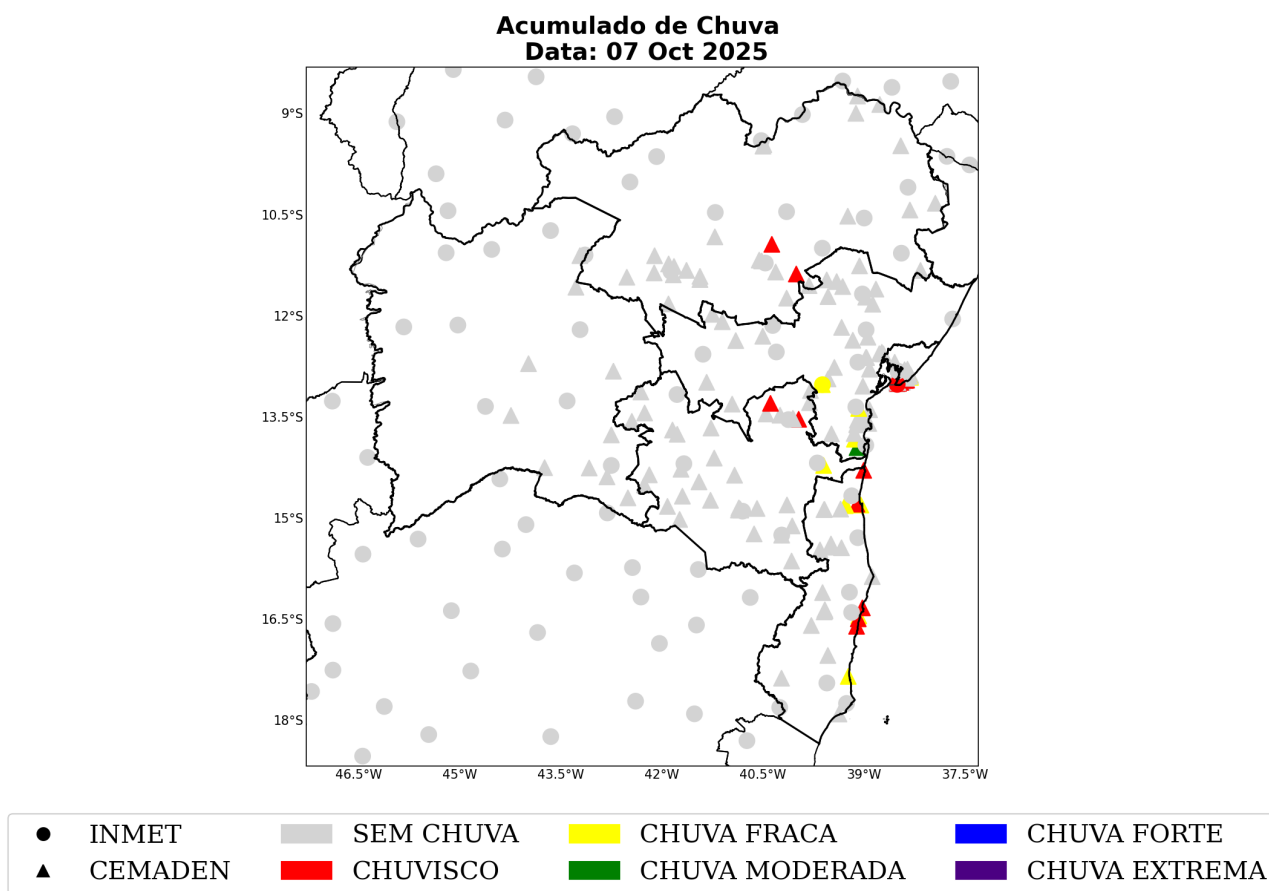 Acumulado de Chuva
Data: 07 Oct 2025
9°S
10.5°S
12°S
13.5°S
15°S
16.5°S
18°S
46.5°W 45°W 43.5°W 42°W 40.5°W 39°W 37.5°W
INMET SEM CHUVA CHUVA FRACA CHUVA FORTE
CEMADEN CHUVISCO CHUVA MODERADA CHUVA EXTREMA